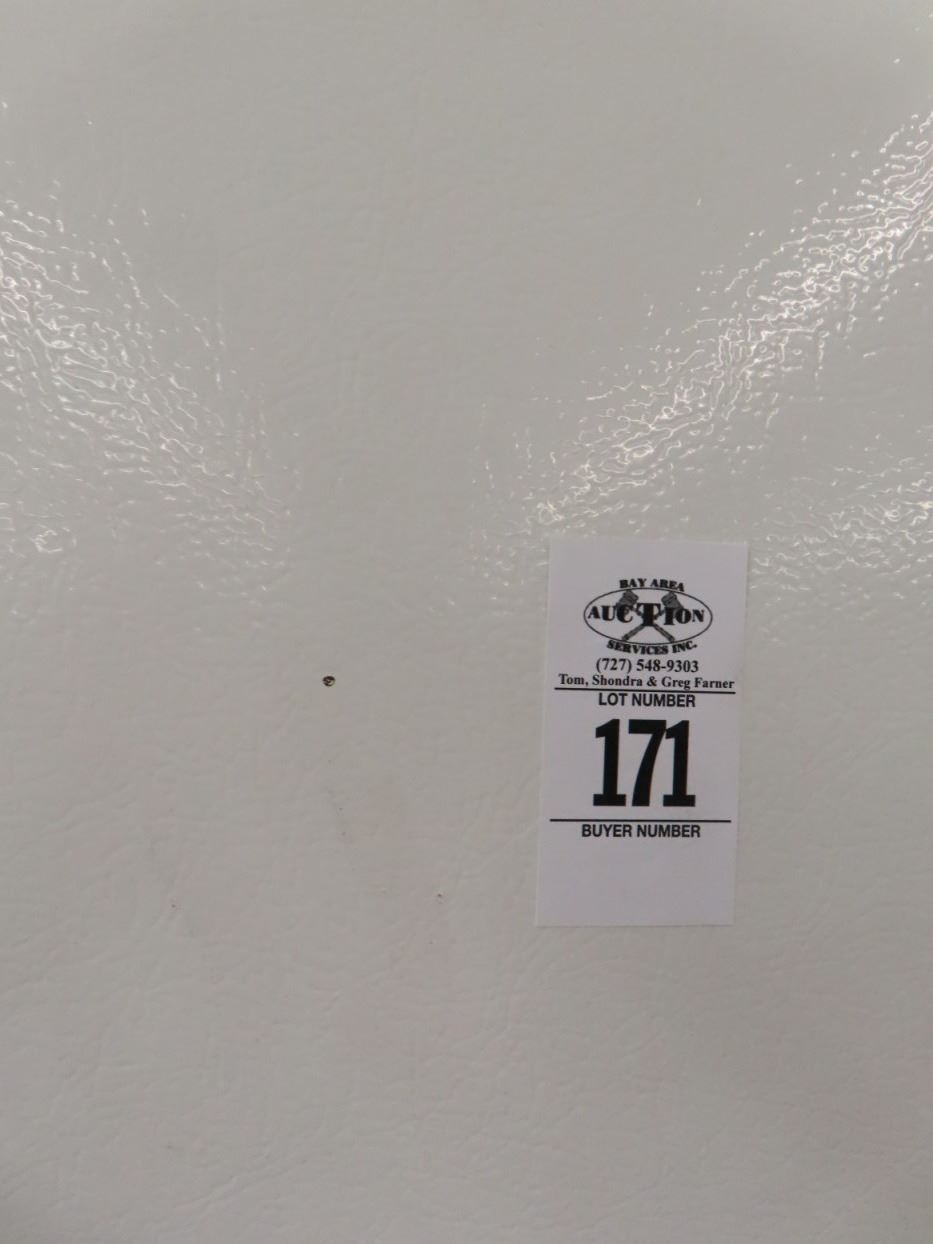 BAY AREA
AUCTION
SERVICES INC.
(727) 548-9303
Tom, Shondra & Greg Farner
LOT NUMBER
171
BUYER NUMBER